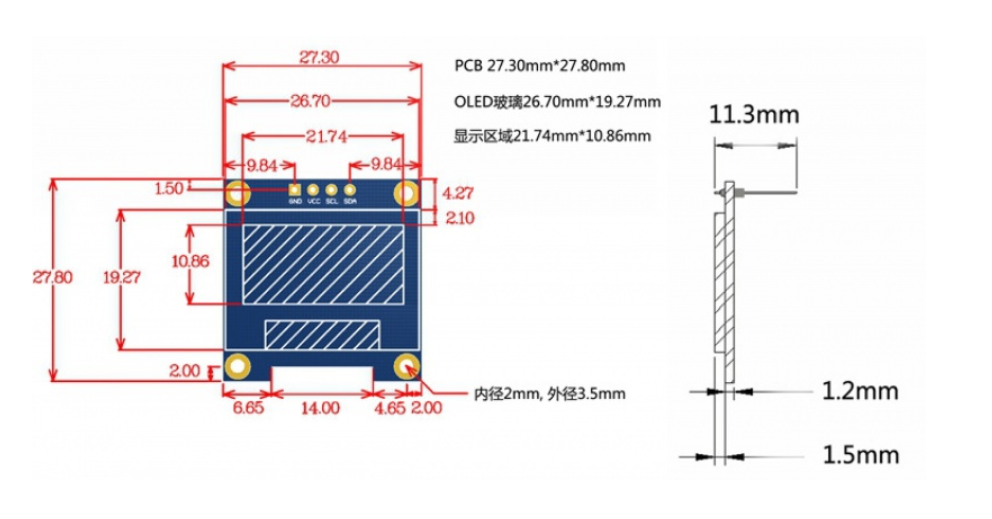 27.30
PCB 27.30mm*27.80mm
26.70
OLED玻璃26.70mm*19.27mm
11.3mm
21.74
显示区域21.74mm*10.86mm
9.84
9.84
1.50
4.27
GND VCC SCL SDA
2.10
10.86
27.80
19.27
2.00
内径2mm, 外径3.5mm
1.2mm
6.65
14.00
4.65
2.00
1.5mm